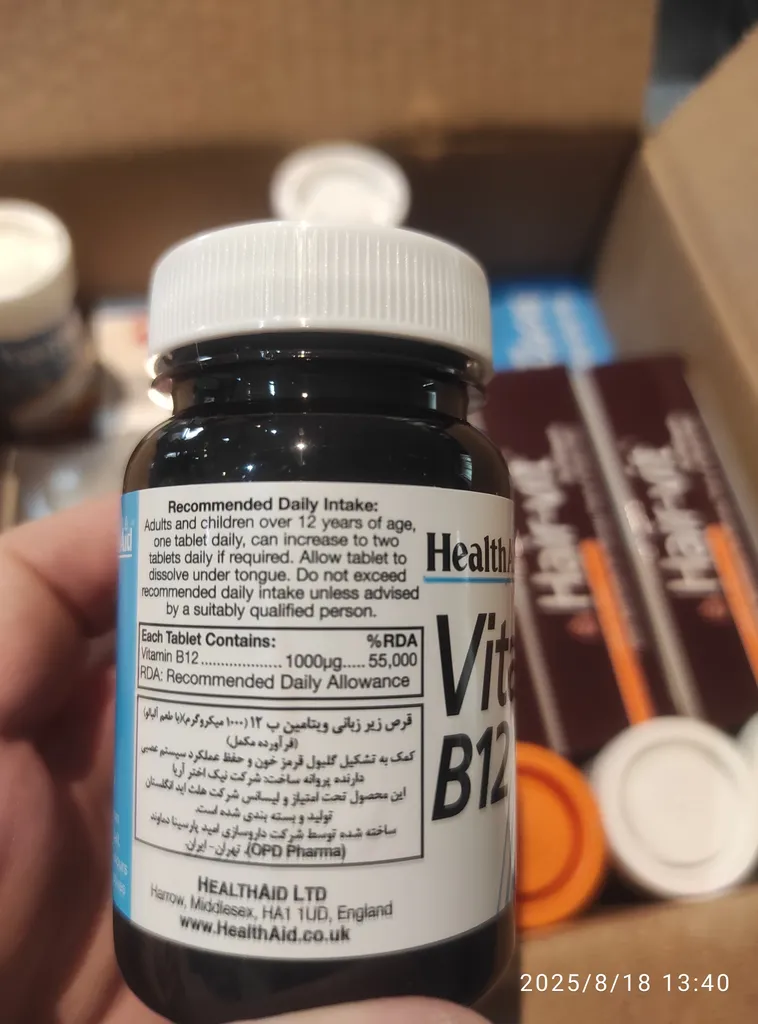 Recommended Daily Intake:
Adults and children over 12 years of age,
one tablet daily, can increase to two
tablets daily if required. Allow tablet to
dissolve under tongue. Do not exceed
recommended daily intake unless advised
by a suitably qualified person.
Each Tablet Contains: %RDA
Vitamin B12.................... 1000µg..... 55,000
RDA: Recommended Daily Allowance
قرص زیر زبانی ویتامین ب ۱۲ (۱۰۰۰ میکروگرم)(با طعم آلبالو)
(فرآورده مکمل)
کمک به تشکیل گلبول قرمز خون و حفظ عملکرد سیستم عصبی
دارنده پروانه ساخت: شرکت نیک اختر آریا
این محصول تحت امتیاز و لیسانس شرکت هلث اید انگلستان
تولید و بسته بندی شده است.
ساخته شده توسط شرکت داروسازی امید پارسینا دماوند
(OPD Pharma)، تهران-ایران.
HEALTHAID LTD
Harrow, Middlesex, HA1 1UD, England
www.HealthAid.co.uk
HealthA
Vita
B12
Hair-vit
Hair-vit
2025/8/18 13:40